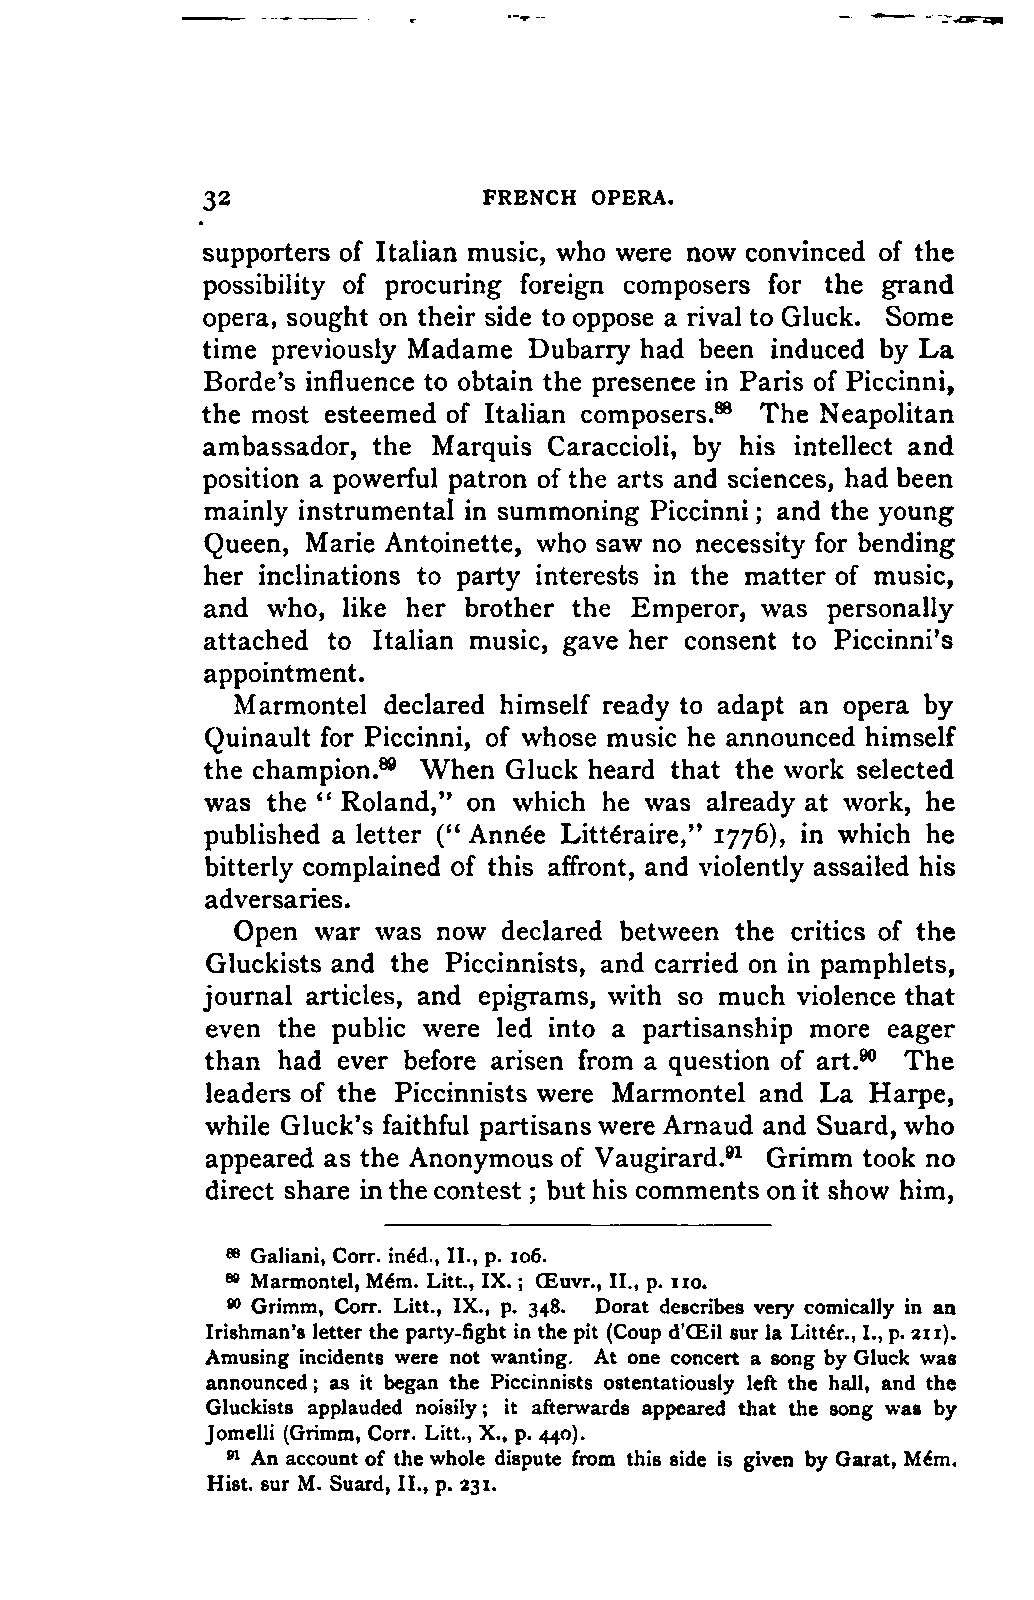 32 FRENCH OPERA.
supporters of Italian music, who were now convinced of the
possibility of procuring foreign composers for the grand
opera, sought on their side to oppose a rival to Gluck. Some
time previously Madame Dubarry had been induced by La
Borde's influence to obtain the presence in Paris of Piccinni,
the most esteemed of Italian composers.⁸⁸ The Neapolitan
ambassador, the Marquis Caraccioli, by his intellect and
position a powerful patron of the arts and sciences, had been
mainly instrumental in summoning Piccinni; and the young
Queen, Marie Antoinette, who saw no necessity for bending
her inclinations to party interests in the matter of music,
and who, like her brother the Emperor, was personally
attached to Italian music, gave her consent to Piccinni's
appointment.
Marmontel declared himself ready to adapt an opera by
Quinault for Piccinni, of whose music he announced himself
the champion.⁸⁹ When Gluck heard that the work selected
was the "Roland," on which he was already at work, he
published a letter ("Année Littéraire," 1776), in which he
bitterly complained of this affront, and violently assailed his
adversaries.
Open war was now declared between the critics of the
Gluckists and the Piccinnists, and carried on in pamphlets,
journal articles, and epigrams, with so much violence that
even the public were led into a partisanship more eager
than had ever before arisen from a question of art.⁹⁰ The
leaders of the Piccinnists were Marmontel and La Harpe,
while Gluck's faithful partisans were Arnaud and Suard, who
appeared as the Anonymous of Vaugirard.⁹¹ Grimm took no
direct share in the contest; but his comments on it show him,
⁸⁸ Galiani, Corr. inéd., II., p. 106.
⁸⁹ Marmontel, Mém. Litt., IX.; Œuvr., II., p. 110.
⁹⁰ Grimm, Corr. Litt., IX., p. 348. Dorat describes very comically in an
Irishman's letter the party-fight in the pit (Coup d'Œil sur la Littér., I., p. 211).
Amusing incidents were not wanting. At one concert a song by Gluck was
announced; as it began the Piccinnists ostentatiously left the hall, and the
Gluckists applauded noisily; it afterwards appeared that the song was by
Jomelli (Grimm, Corr. Litt., X., p. 440).
⁹¹ An account of the whole dispute from this side is given by Garat, Mém.
Hist. sur M. Suard, II., p. 231.